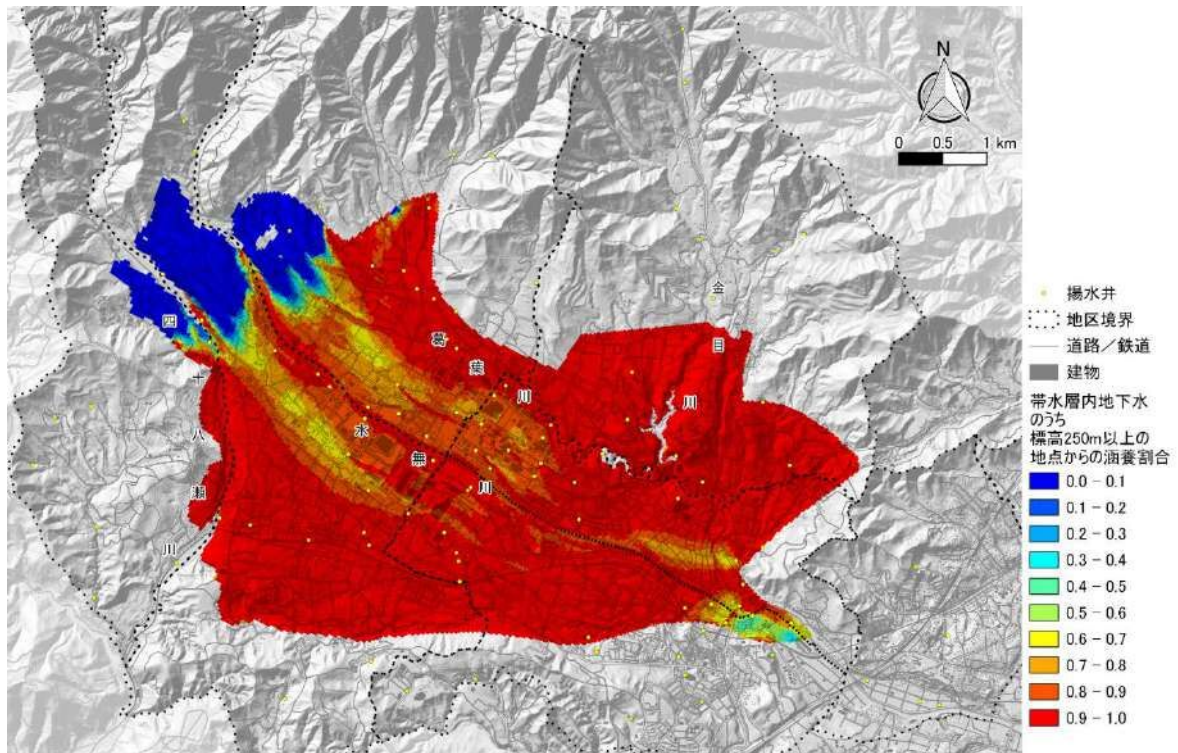 N
0 0.5 1 km
四十八瀬川
水無川
葛葉川
金目川
揚水井
地区境界
道路／鉄道
建物
帯水層内地下水
のうち
標高250m以上の
地点からの涵養割合
0.0 － 0.1
0.1 － 0.2
0.2 － 0.3
0.3 － 0.4
0.4 － 0.5
0.5 － 0.6
0.6 － 0.7
0.7 － 0.8
0.8 － 0.9
0.9 － 1.0